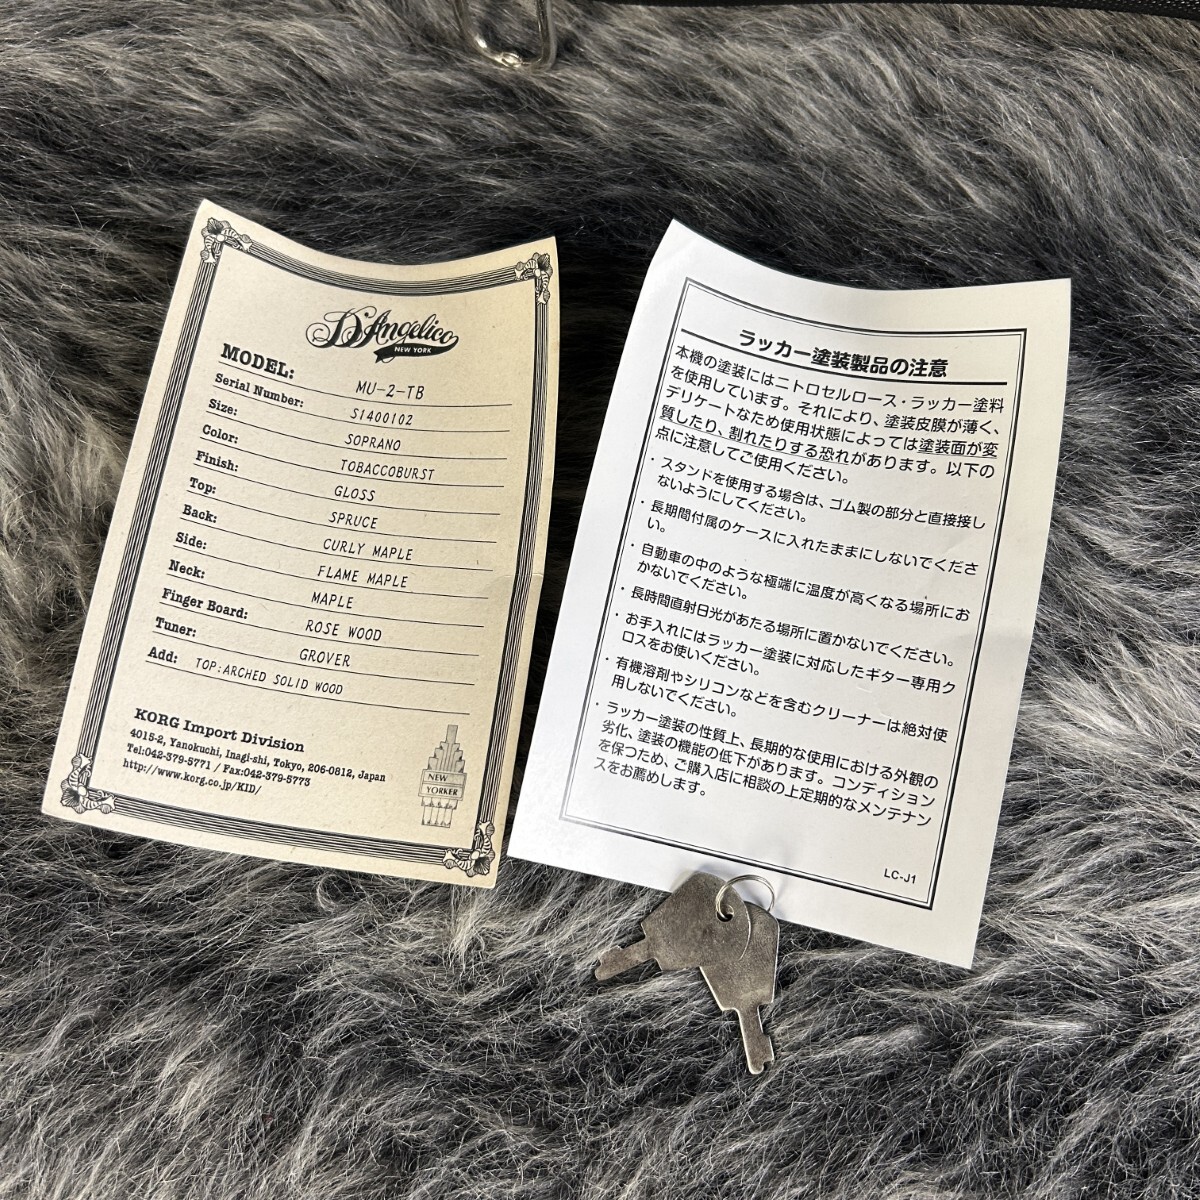 D'Angelico
NEW YORK
MODEL: MU-2-TB
Serial Number: S1400102
Size: SOPRANO
Color: TOBACCOBURST
Finish: GLOSS
Top: SPRUCE
Back: CURLY MAPLE
Side: FLAME MAPLE
Neck: MAPLE
Finger Board: ROSE WOOD
Tuner: GROVER
Add: TOP:ARCHED SOLID WOOD
KORG Import Division
4015-2, Yanokuchi, Inagi-shi, Tokyo, 206-0812, Japan
Tel:042-379-5771 / Fax:042-379-5773
http://www.korg.co.jp/KID/
NEW
YORKER
ラッカー塗装製品の注意
本機の塗装にはニトロセルロース・ラッカー塗料
を使用しています。それにより、塗装皮膜が薄く、
デリケートなため使用状態によっては塗装面が変
質したり、割れたりする恐れがあります。以下の
点に注意してご使用ください。
・スタンドを使用する場合は、ゴム製の部分と直接接し
ないようにしてください。
・長期間付属のケースに入れたままにしないでくださ
い。
・自動車の中のような極端に温度が高くなる場所にお
かないでください。
・長時間直射日光があたる場所に置かないでください。
・お手入れにはラッカー塗装に対応したギター専用ク
ロスをお使いください。
・有機溶剤やシリコンなどを含むクリーナーは絶対使
用しないでください。
・ラッカー塗装の性質上、長期的な使用における外観の
劣化、塗装の機能の低下があります。コンディション
を保つため、ご購入店に相談の上定期的なメンテナン
スをお薦めします。
LC-J1